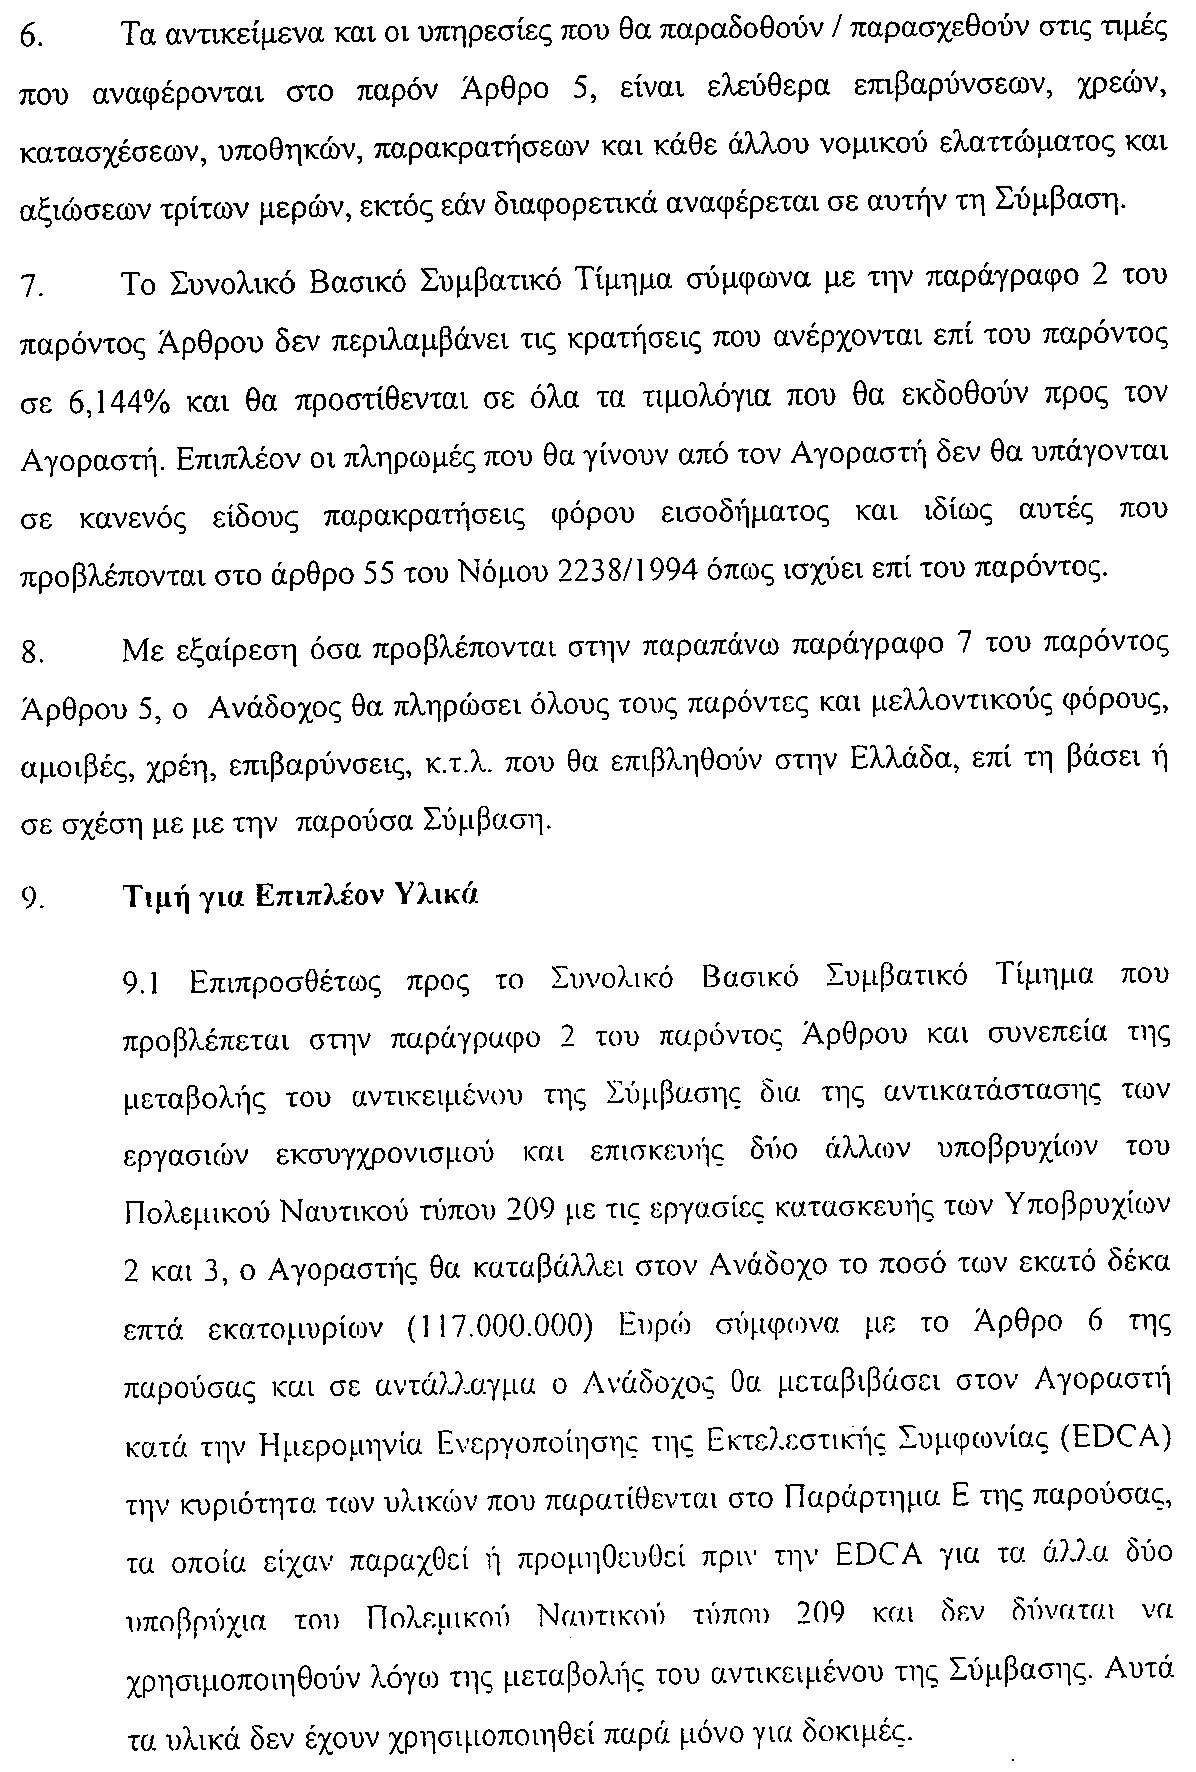 6. Τα αντικείμενα και οι υπηρεσίες που θα παραδοθούν / παρασχεθούν στις τιμές
που αναφέρονται στο παρόν Άρθρο 5, είναι ελεύθερα επιβαρύνσεων, χρεών,
κατασχέσεων, υποθηκών, παρακρατήσεων και κάθε άλλου νομικού ελαττώματος και
αξιώσεων τρίτων μερών, εκτός εάν διαφορετικά αναφέρεται σε αυτήν τη Σύμβαση.
7. Το Συνολικό Βασικό Συμβατικό Τίμημα σύμφωνα με την παράγραφο 2 του
παρόντος Άρθρου δεν περιλαμβάνει τις κρατήσεις που ανέρχονται επί του παρόντος
σε 6,144% και θα προστίθενται σε όλα τα τιμολόγια που θα εκδοθούν προς τον
Αγοραστή. Επιπλέον οι πληρωμές που θα γίνουν από τον Αγοραστή δεν θα υπάγονται
σε κανενός είδους παρακρατήσεις φόρου εισοδήματος και ιδίως αυτές που
προβλέπονται στο άρθρο 55 του Νόμου 2238/1994 όπως ισχύει επί του παρόντος.
8. Με εξαίρεση όσα προβλέπονται στην παραπάνω παράγραφο 7 του παρόντος
Άρθρου 5, ο Ανάδοχος θα πληρώσει όλους τους παρόντες και μελλοντικούς φόρους,
αμοιβές, χρέη, επιβαρύνσεις, κ.τ.λ. που θα επιβληθούν στην Ελλάδα, επί τη βάσει ή
σε σχέση με με την παρούσα Σύμβαση.
9. Τιμή για Επιπλέον Υλικά
9.1 Επιπροσθέτως προς το Συνολικό Βασικό Συμβατικό Τίμημα που
προβλέπεται στην παράγραφο 2 του παρόντος Άρθρου και συνεπεία της
μεταβολής του αντικειμένου της Σύμβασης δια της αντικατάστασης των
εργασιών εκσυγχρονισμού και επισκευής δύο άλλων υποβρυχίων του
Πολεμικού Ναυτικού τύπου 209 με τις εργασίες κατασκευής των Υποβρυχίων
2 και 3, ο Αγοραστής θα καταβάλλει στον Ανάδοχο το ποσό των εκατό δέκα
επτά εκατομυρίων (117.000.000) Ευρώ σύμφωνα με το Άρθρο 6 της
παρούσας και σε αντάλλαγμα ο Ανάδοχος θα μεταβιβάσει στον Αγοραστή
κατά την Ημερομηνία Ενεργοποίησης της Εκτελεστικής Συμφωνίας (EDCA)
την κυριότητα των υλικών που παρατίθενται στο Παράρτημα Ε της παρούσας,
τα οποία είχαν παραχθεί ή προμηθευθεί πριν την EDCA για τα άλλα δύο
υποβρύχια του Πολεμικού Ναυτικού τύπου 209 και δεν δύναται να
χρησιμοποιηθούν λόγω της μεταβολής του αντικειμένου της Σύμβασης. Αυτά
τα υλικά δεν έχουν χρησιμοποιηθεί παρά μόνο για δοκιμές.